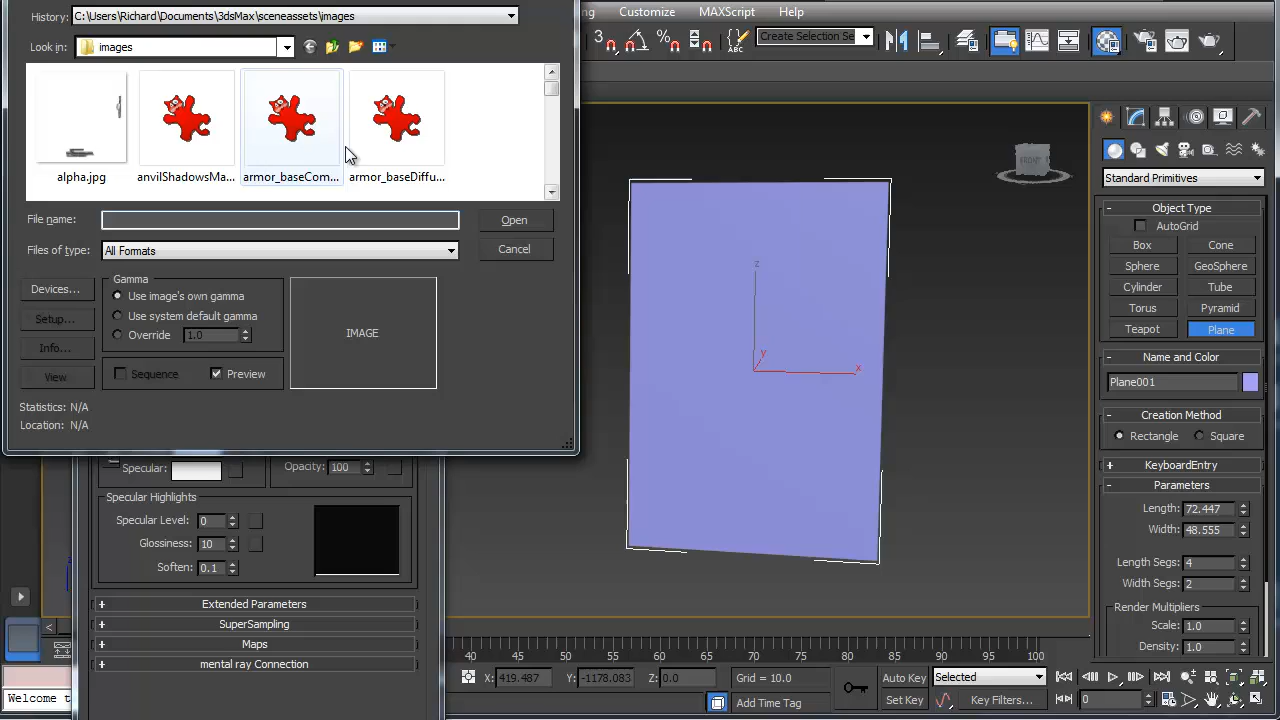 History: C:\Users\Richard\Documents\3dsMax\sceneassets\images
Customize MAXScript Help
Look in: images
3 % Create Selection Se
alpha.jpg anvilShadowsMa... armor_baseCom... armor_baseDiffu...
File name: Open
Files of type: All Formats Cancel
Devices...
Setup...
Info...
View
Gamma
Use image's own gamma
Use system default gamma
Override 1.0
Sequence Preview
IMAGE
Statistics: N/A
Location: N/A
Specular: Opacity: 100
Specular Highlights
Specular Level: 0
Glossiness: 10
Soften: 0.1
Extended Parameters
SuperSampling
Maps
mental ray Connection
FRONT
z
y
x
Standard Primitives
Object Type
AutoGrid
Box Cone
Sphere GeoSphere
Cylinder Tube
Torus Pyramid
Teapot Plane
Name and Color
Plane001
Creation Method
Rectangle Square
KeyboardEntry
Parameters
Length: 72.447
Width: 48.555
Length Segs: 4
Width Segs: 2
Render Multipliers
Scale: 1.0
Density: 1.0
40 45 50 55 60 65 70 75 80 85 90 95 100
X: 419.487 Y: -1178.083 Z: 0.0 Grid = 10.0 Auto Key Selected
Welcome t Add Time Tag Set Key Key Filters... 0